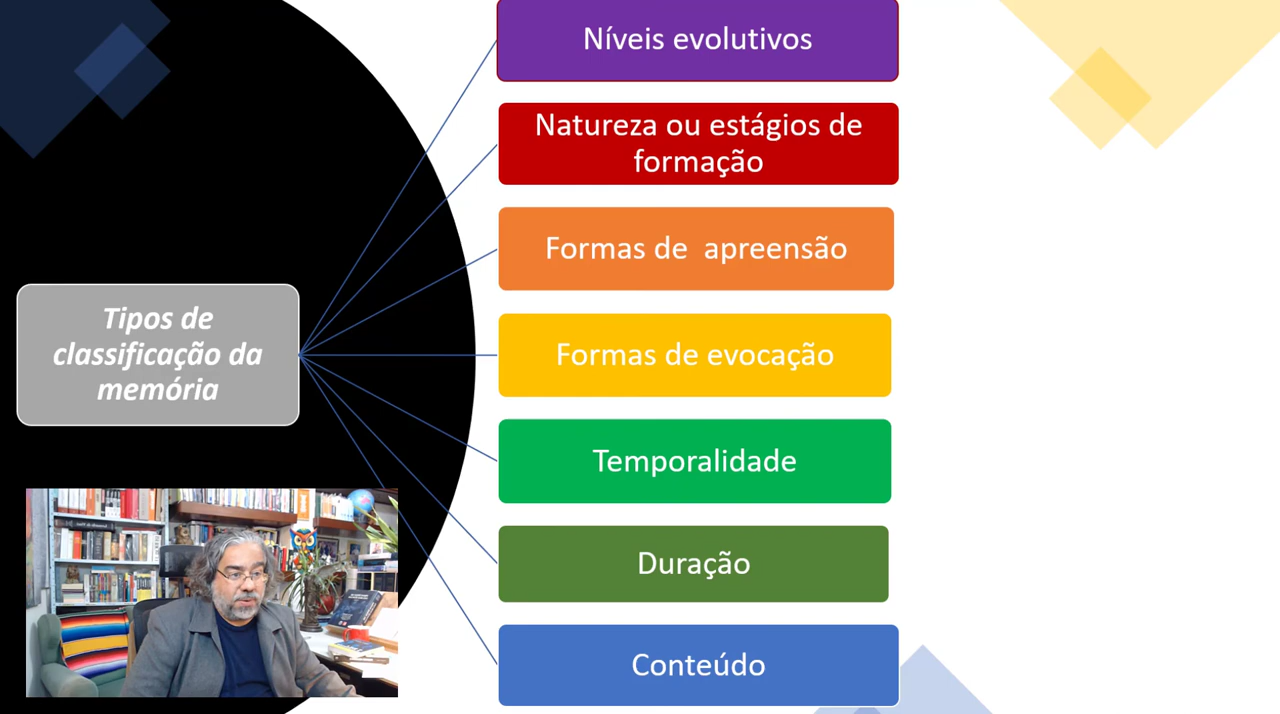 Níveis evolutivos
Natureza ou estágios de
formação
Formas de  apreensão
Formas de evocação
Tipos de
classificação da
memória
Temporalidade
Duração
Conteúdo